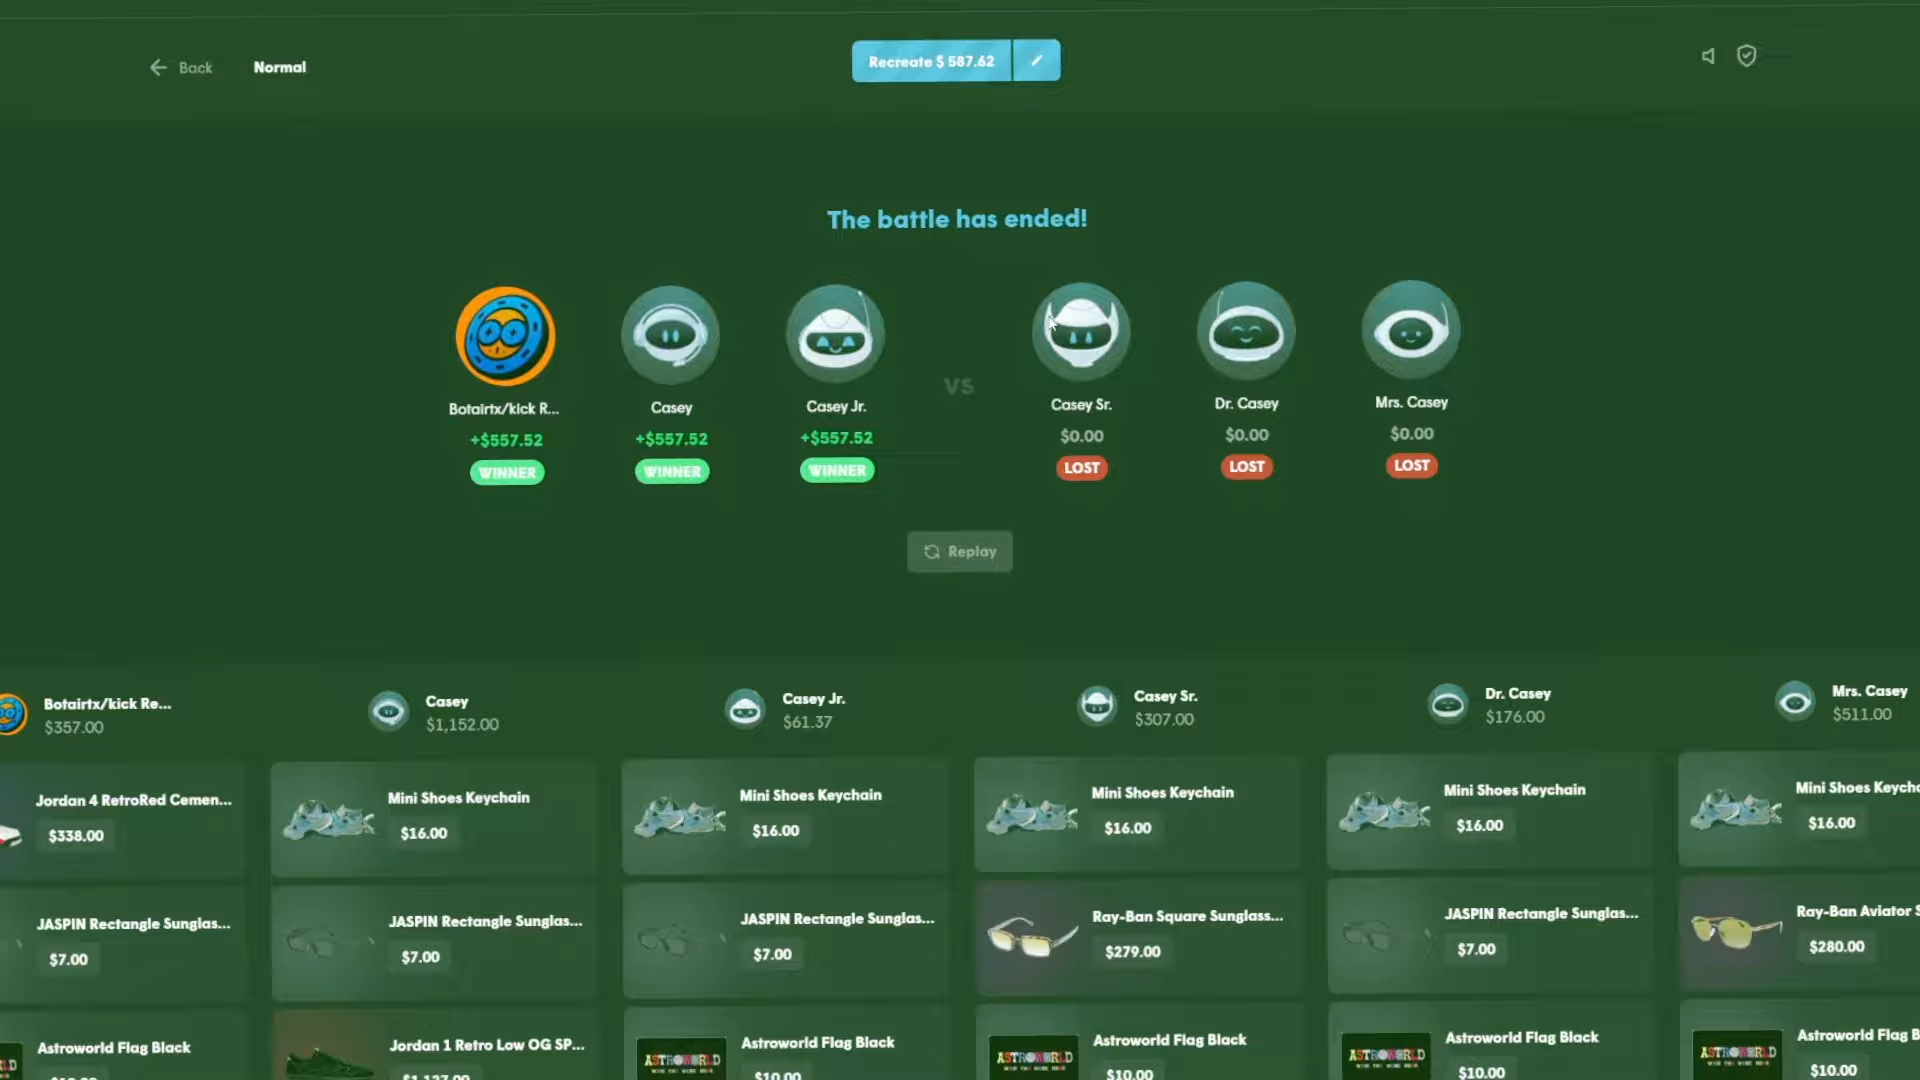 Back
Normal
Recreate $ 587.62
The battle has ended!
Botairtx/kick R...
Casey
Casey Jr.
VS
Casey Sr.
Dr. Casey
Mrs. Casey
+$557.52
+$557.52
+$557.52
$0.00
$0.00
$0.00
WINNER
WINNER
WINNER
LOST
LOST
LOST
Replay
Botairtx/kick Re...
$357.00
Casey
$1,152.00
Casey Jr.
$61.37
Casey Sr.
$307.00
Dr. Casey
$176.00
Mrs. Casey
$511.00
Jordan 4 RetroRed Cemen...
$338.00
Mini Shoes Keychain
$16.00
Mini Shoes Keychain
$16.00
Mini Shoes Keychain
$16.00
Mini Shoes Keychain
$16.00
Mini Shoes Keycha
$16.00
JASPIN Rectangle Sunglas...
$7.00
JASPIN Rectangle Sunglas...
$7.00
JASPIN Rectangle Sunglas...
$7.00
Ray-Ban Square Sunglass...
$279.00
JASPIN Rectangle Sunglas...
$7.00
Ray-Ban Aviator S
$280.00
Astroworld Flag Black
Jordan 1 Retro Low OG SP...
$1,127.00
ASTROWORLD
Astroworld Flag Black
$10.00
ASTROWORLD
Astroworld Flag Black
$10.00
ASTROWORLD
Astroworld Flag Black
$10.00
ASTROWORLD
Astroworld Flag B
$10.00